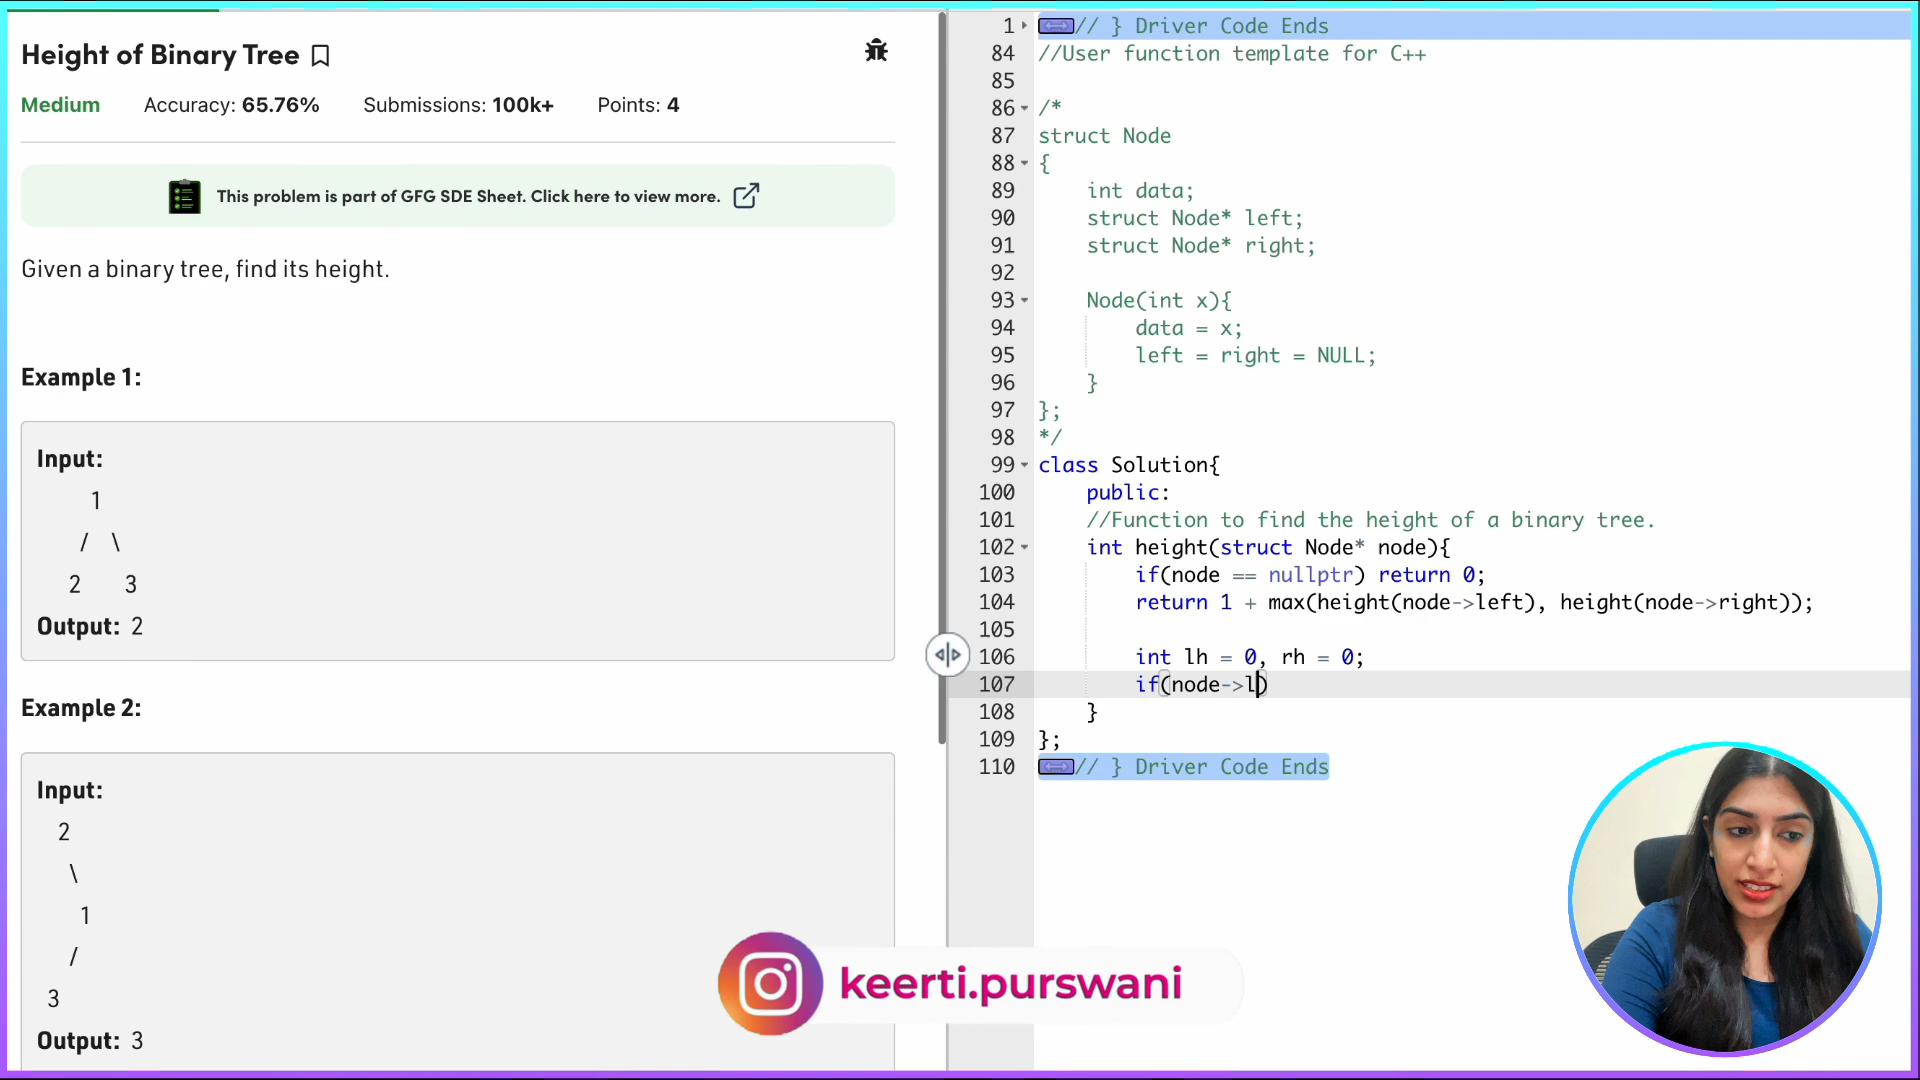 Height of Binary Tree
Medium Accuracy: 65.76% Submissions: 100k+ Points: 4
This problem is part of GFG SDE Sheet. Click here to view more.
Given a binary tree, find its height.
Example 1:
Input:
1
/ \
2 3
Output: 2
Example 2:
Input:
2
\
1
/
3
Output: 3
1 // } Driver Code Ends
84 //User function template for C++
85
86 /*
87 struct Node
88 {
89 int data;
90 struct Node* left;
91 struct Node* right;
92
93 Node(int x){
94 data = x;
95 left = right = NULL;
96 }
97 };
98 */
99 class Solution{
100 public:
101 //Function to find the height of a binary tree.
102 int height(struct Node* node){
103 if(node == nullptr) return 0;
104 return 1 + max(height(node->left), height(node->right));
105
106 int lh = 0, rh = 0;
107 if(node->l)
108 }
109 };
110 // } Driver Code Ends
keerti.purswani